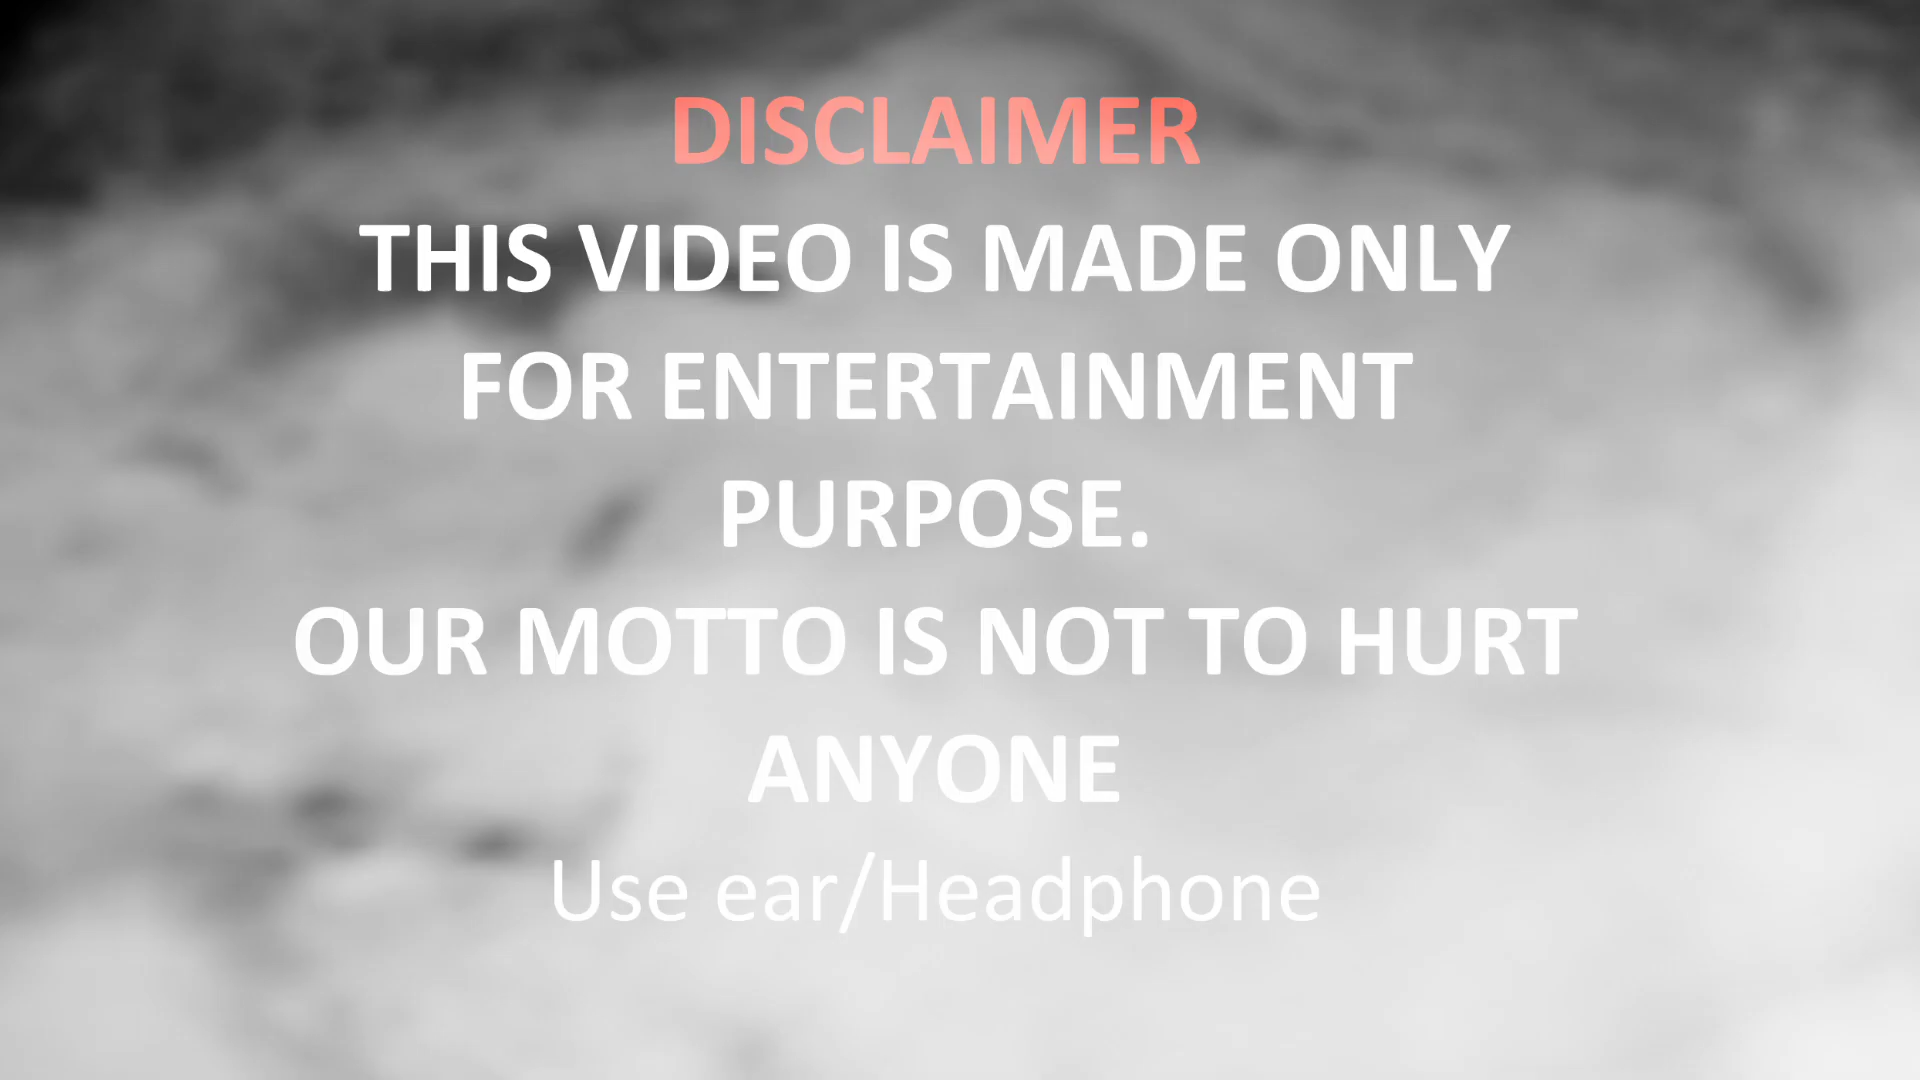 DISCLAIMER
THIS VIDEO IS MADE ONLY
FOR ENTERTAINMENT
PURPOSE.
OUR MOTTO IS NOT TO HURT
ANYONE
Use ear/Headphone